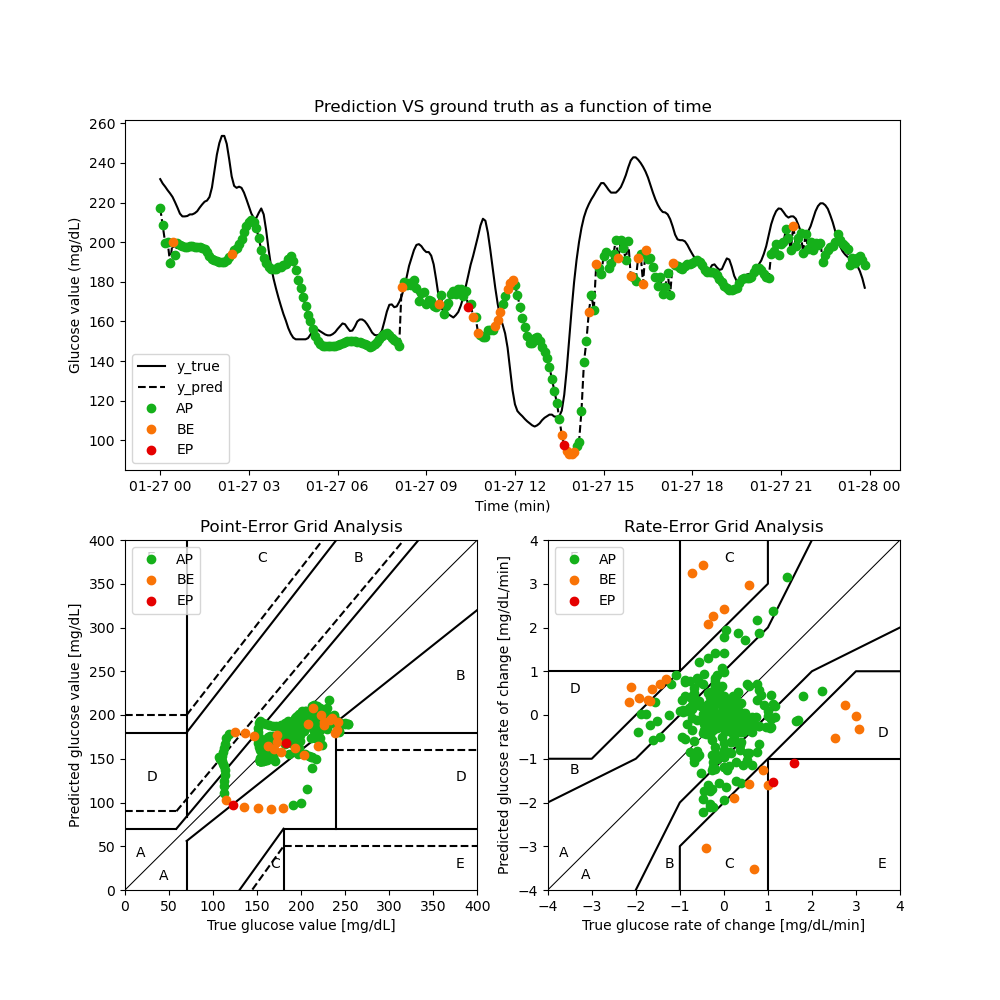 Prediction VS ground truth as a function of time
Glucose value (mg/dL)
260
240
220
200
180
160
140
120
100
y_true
y_pred
AP
BE
EP
01-27 00 01-27 03 01-27 06 01-27 09 01-27 12 01-27 15 01-27 18 01-27 21 01-28 00
Time (min)
Point-Error Grid Analysis
Predicted glucose value [mg/dL]
400
350
300
250
200
150
100
50
0
AP
BE
EP
C
B
B
D
D
A
A
C
E
0 50 100 150 200 250 300 350 400
True glucose value [mg/dL]
Rate-Error Grid Analysis
Predicted glucose rate of change [mg/dL/min]
4
3
2
1
0
−1
−2
−3
−4
AP
BE
EP
C
D
D
B
A
A
B
C
E
−4 −3 −2 −1 0 1 2 3 4
True glucose rate of change [mg/dL/min]